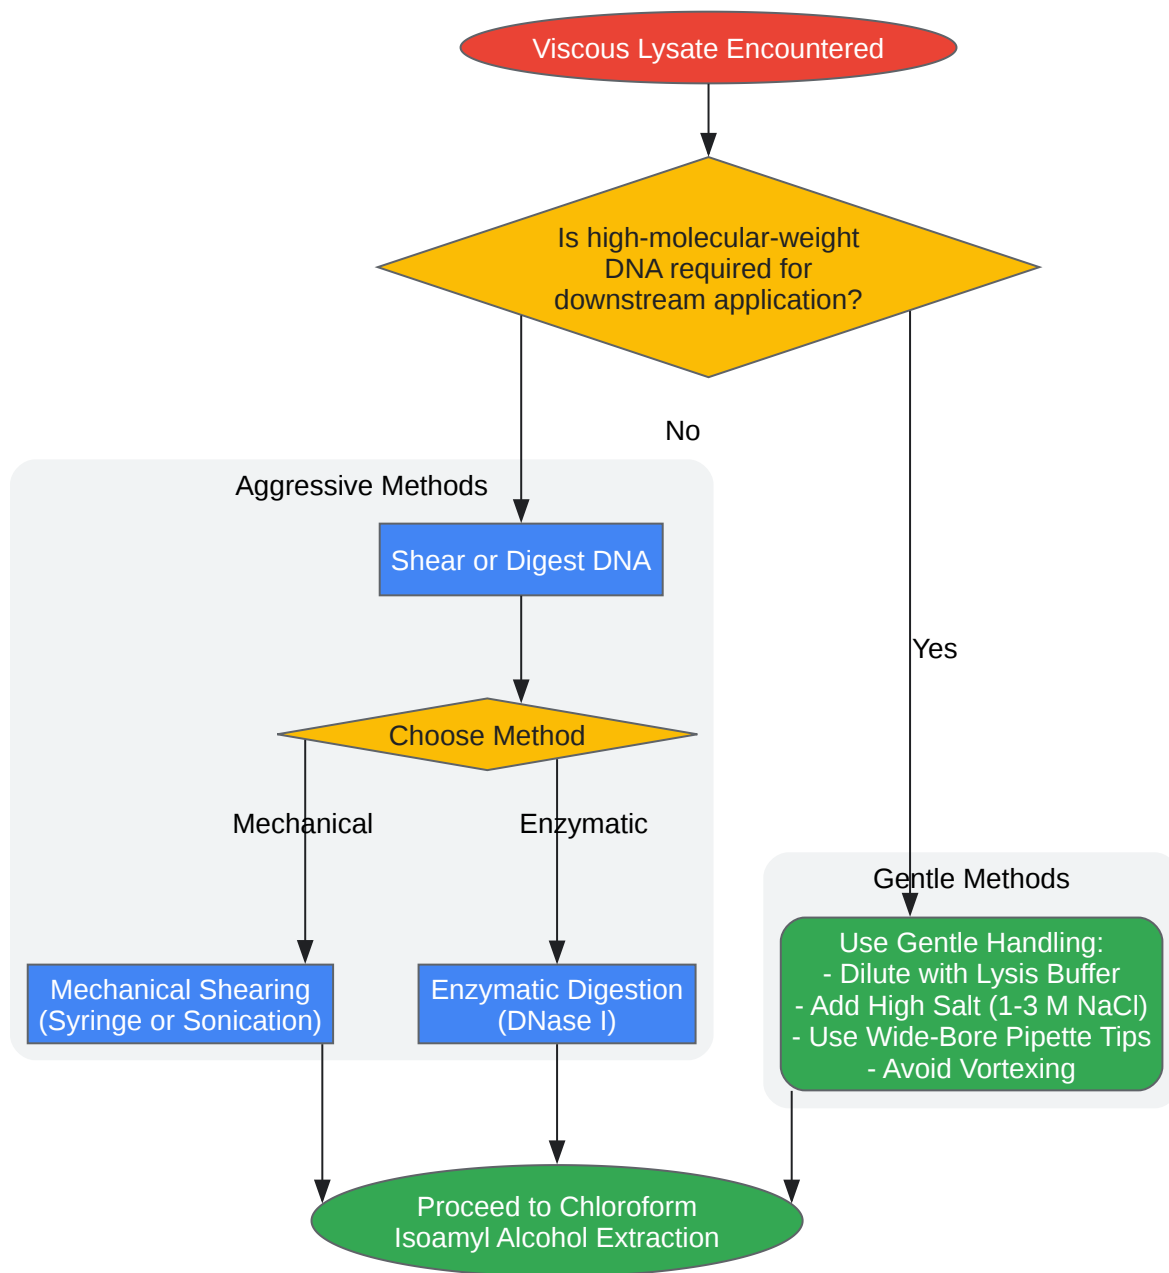 Viscous Lysate Encountered
Is high-molecular-weight
DNA required for
downstream application?
No
Aggressive Methods
Shear or Digest DNA
Yes
Choose Method
Mechanical
Enzymatic
Gentle Methods
Mechanical Shearing
(Syringe or Sonication)
Enzymatic Digestion
(DNase I)
Use Gentle Handling:
- Dilute with Lysis Buffer
- Add High Salt (1-3 M NaCl)
- Use Wide-Bore Pipette Tips
- Avoid Vortexing
Proceed to Chloroform
Isoamyl Alcohol Extraction